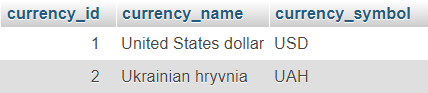 currency_id currency_name currency_symbol
1 United States dollar USD
2 Ukrainian hryvnia UAH